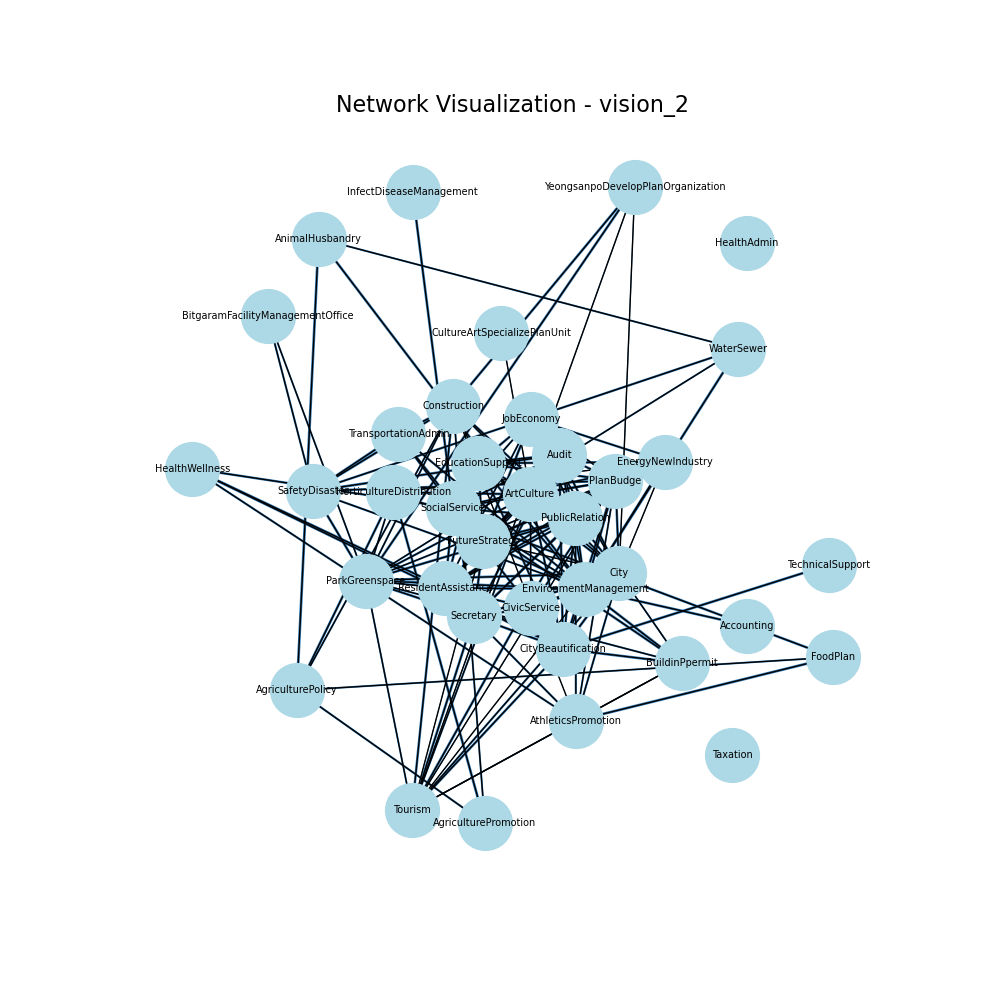 Network Visualization - vision_2
YeongsanpoDevelopPlanOrganization
InfectDiseaseManagement
AnimalHusbandry
HealthAdmin
BitgaramFacilityManagementOffice
CultureArtSpecializePlanUnit
WaterSewer
Construction
JobEconomy
TransportationAdmin
Audit
EducationSupport
EnergyNewIndustry
HealthWellness
PlanBudge
SafetyDisaster
HorticultureDistribution
ArtCulture
SocialService
PublicRelation
FutureStrategy
TechnicalSupport
City
ParkGreenspace
ResidentAssistance
EnvironmentManagement
CivicService
Secretary
Accounting
CityBeautification
FoodPlan
BuildinPpermit
AgriculturePolicy
AthleticsPromotion
Taxation
Tourism
AgriculturePromotion